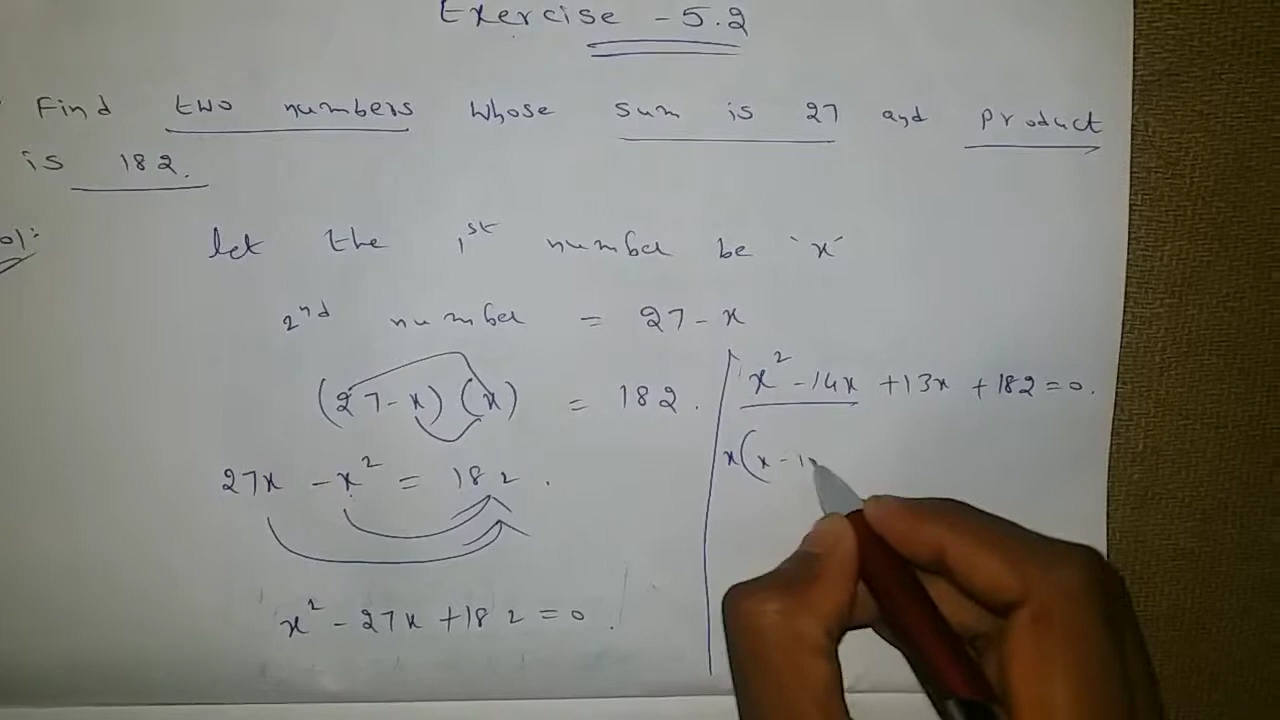 Exercise - 5.2
Find two numbers whose sum is 27 and product
is 182.
let the 1st number be 'x'
2nd number = 27-x
(27-x)(x) = 182.
27x - x² = 182.
x² - 27x + 182 = 0.
x² - 14x + 13x + 182 = 0.
x(x - 1